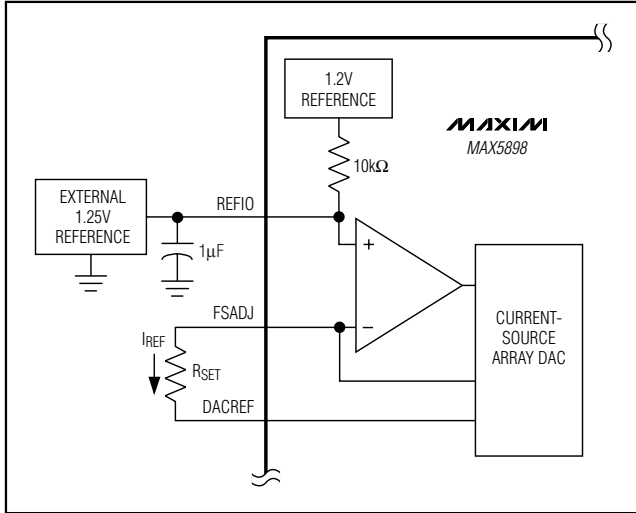 1.2V
REFERENCE
MAXIM
MAX5898
10kΩ
EXTERNAL
1.25V
REFERENCE
REFIO
1µF
+
FSADJ
−
IREF
RSET
DACREF
CURRENT-
SOURCE
ARRAY DAC